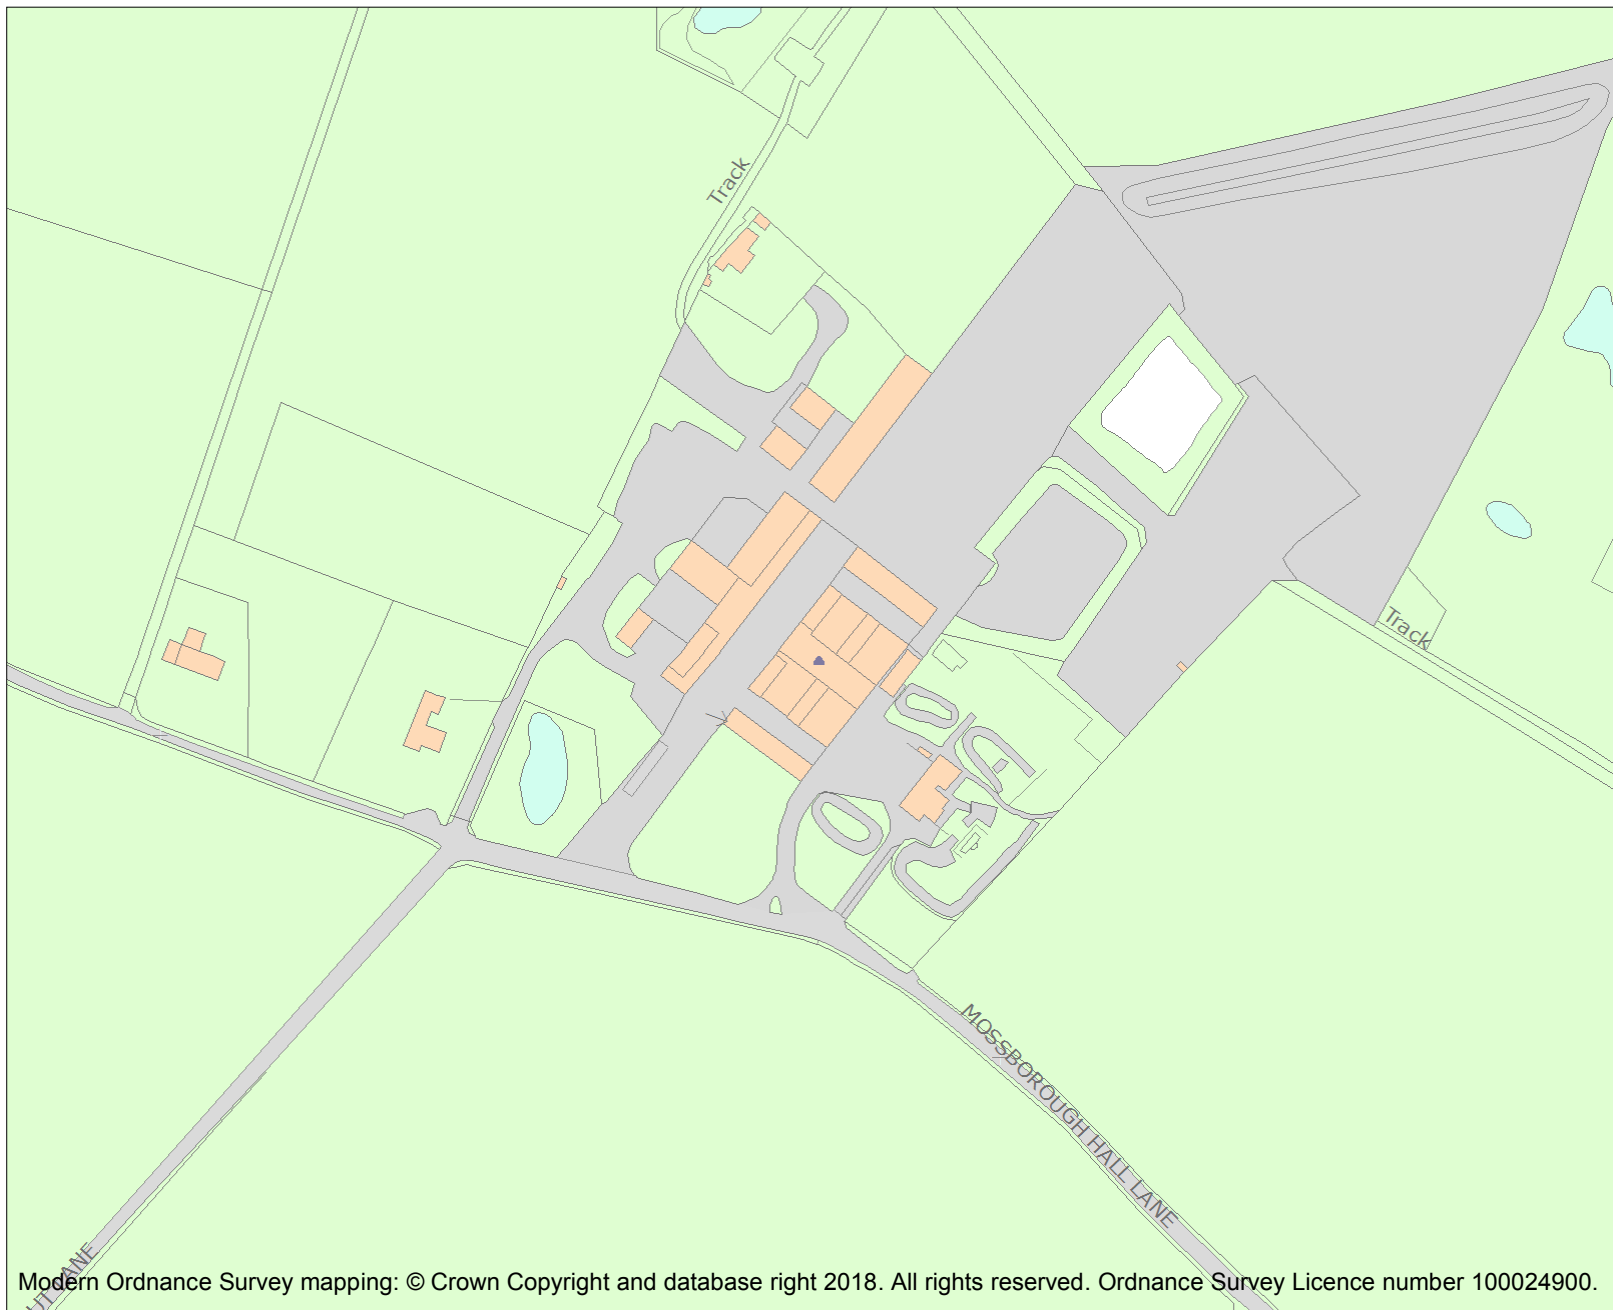 Track
Track
MOSSBOROUGH HALL LANE
LANE
Modern Ordnance Survey mapping: © Crown Copyright and database right 2018. All rights reserved. Ordnance Survey Licence number 100024900.